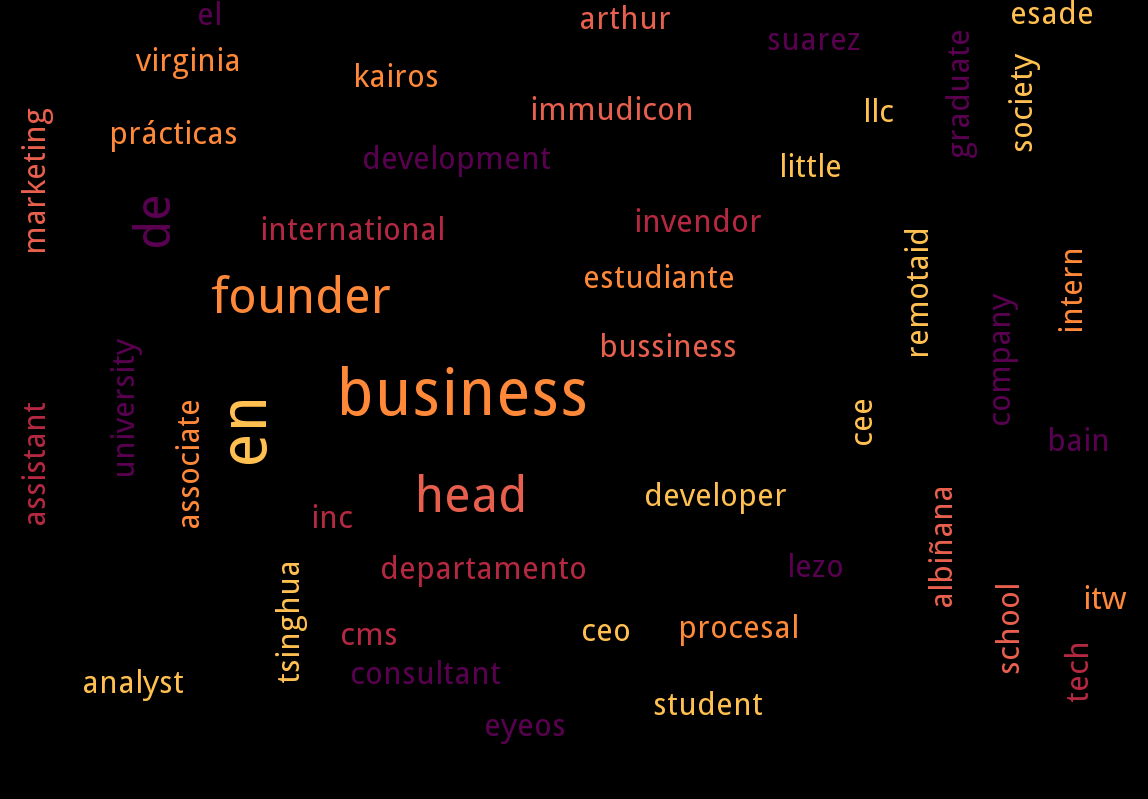 el
arthur
esade
suarez
virginia
kairos
graduate
society
immudicon
llc
marketing
prácticas
development
little
de
international
invendor
remotaid
estudiante
intern
founder
company
university
bussiness
business
assistant
associate
en
cee
bain
head
developer
albiñana
inc
tsinghua
departamento
lezo
school
itw
cms
ceo
procesal
tech
analyst
consultant
student
eyeos